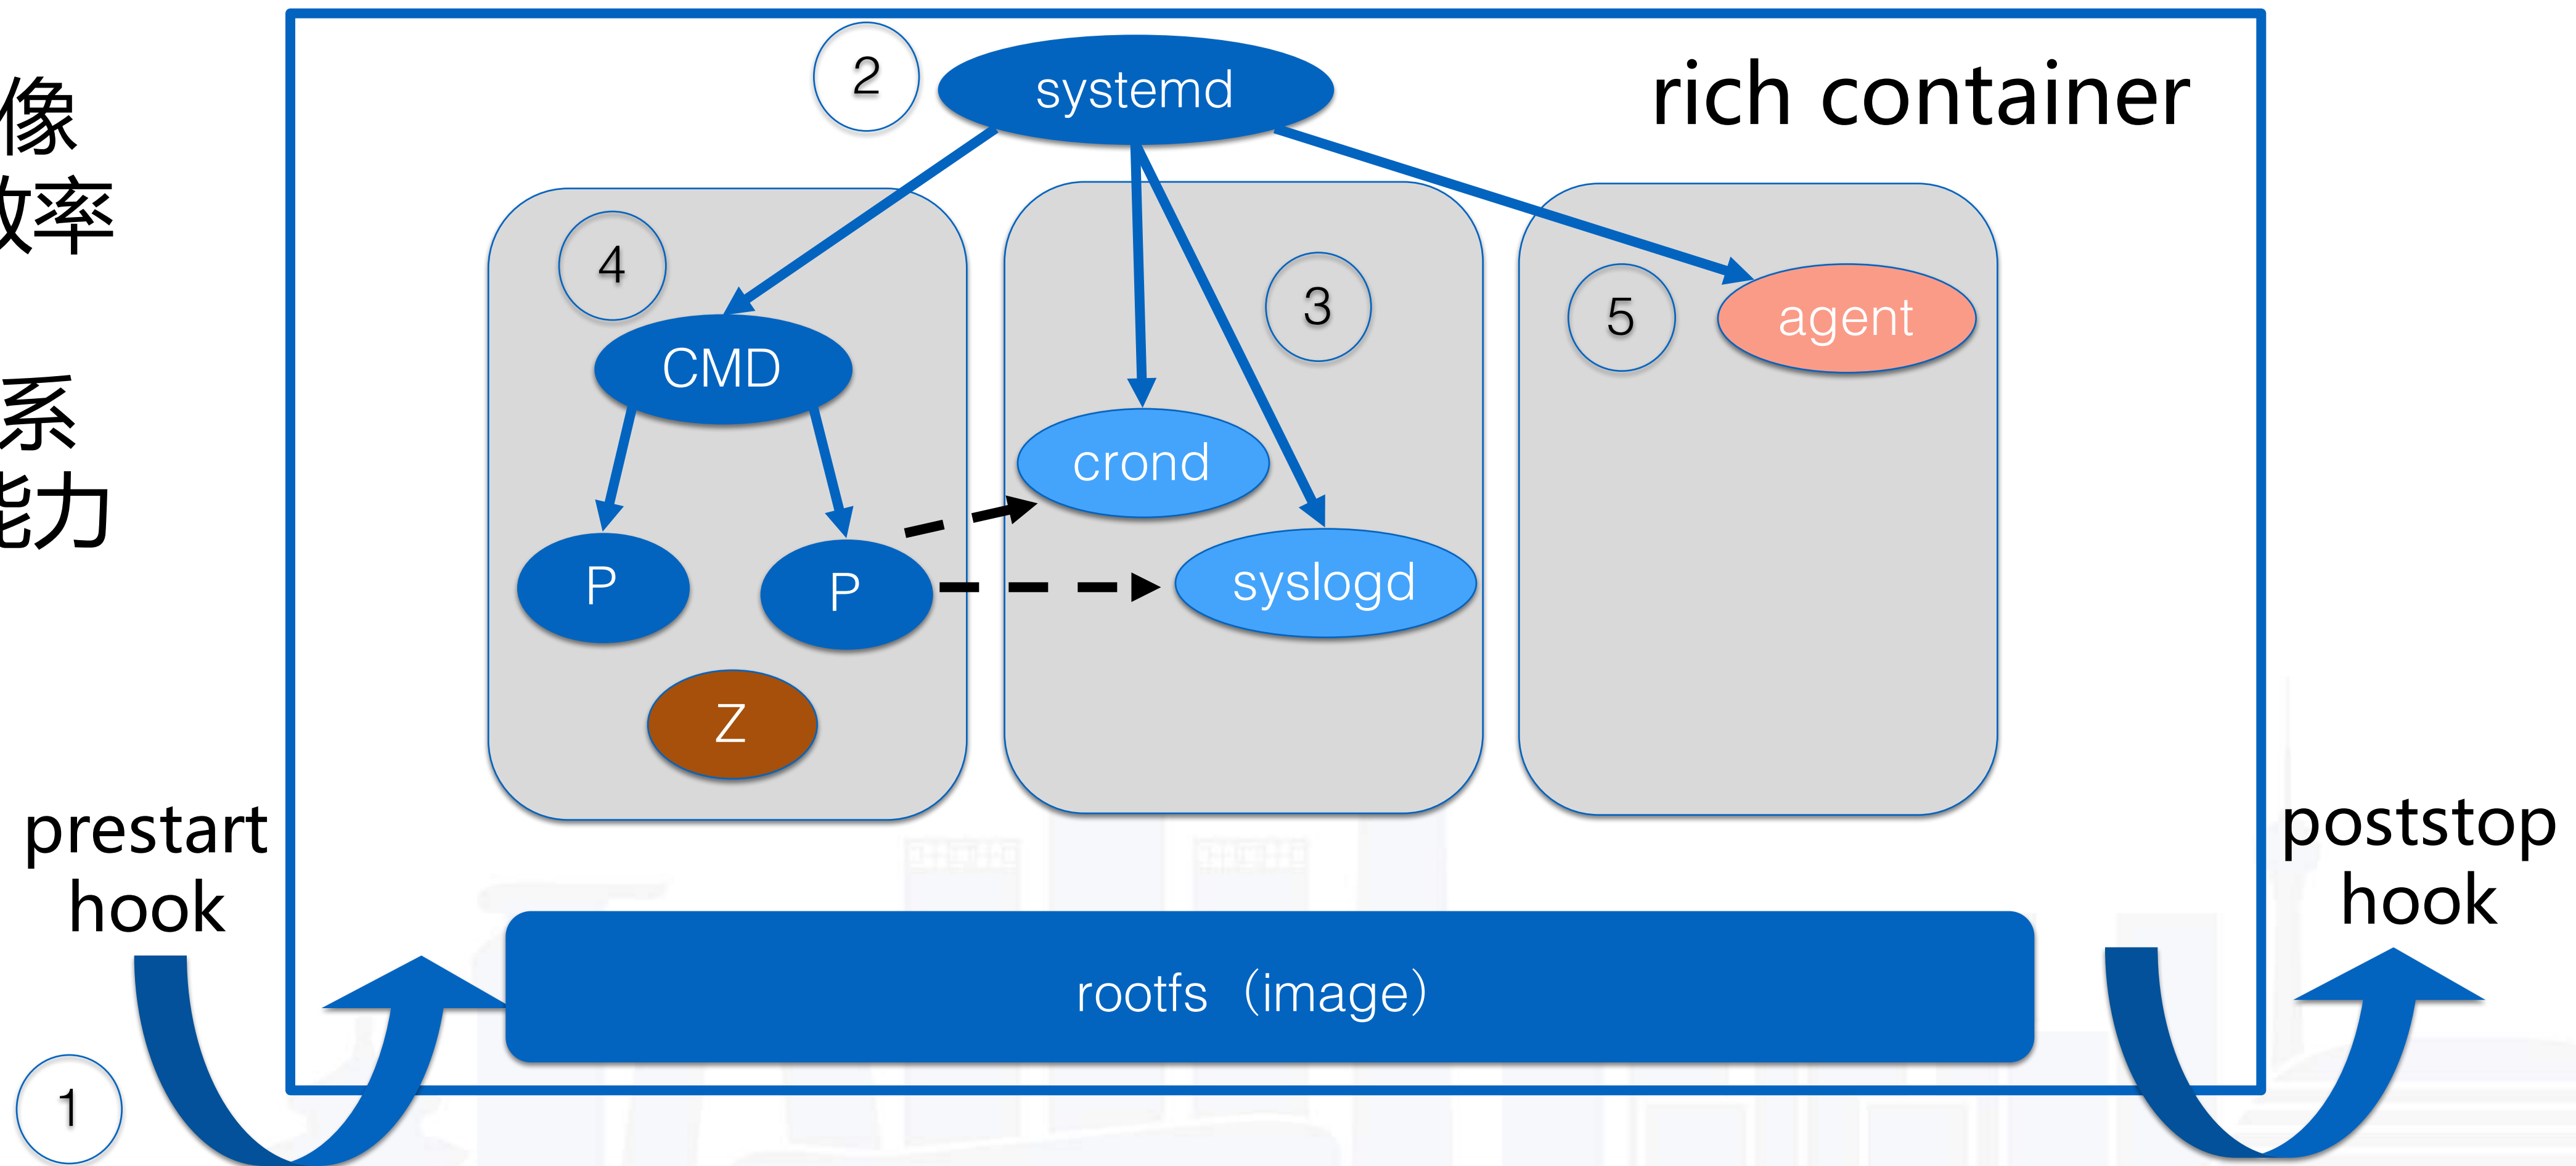 像
效率
系
能力
rich container
2
systemd
4
CMD
P
P
Z
3
crond
syslogd
5
agent
prestart
hook
1
rootfs（image）
poststop
hook